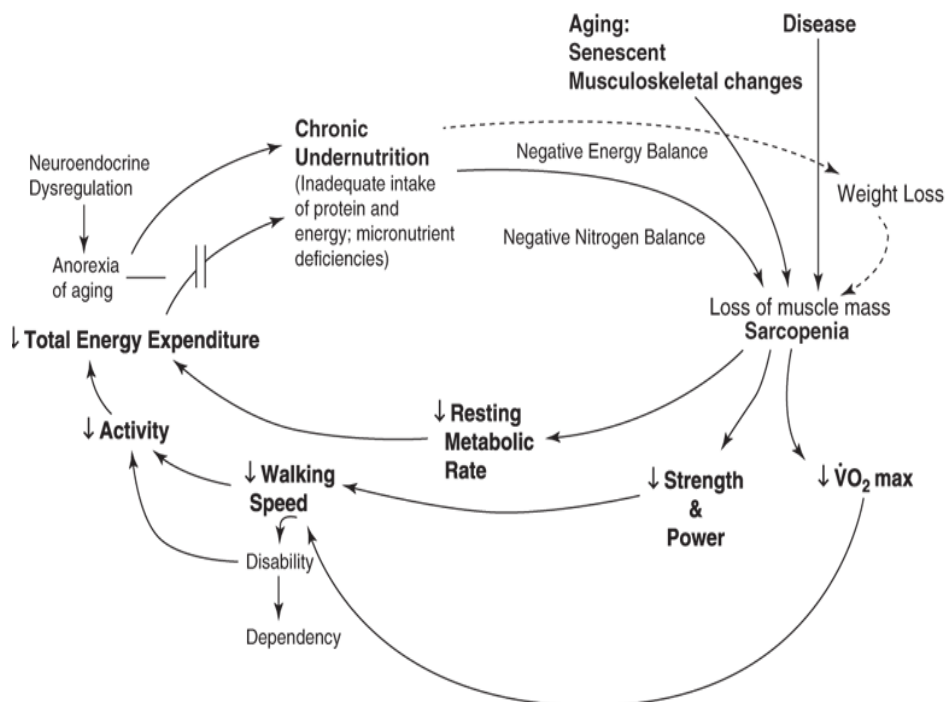 Aging:
Senescent
Musculoskeletal changes
Disease
Chronic
Undernutrition
(Inadequate intake
of protein and
energy; micronutrient
deficiencies)
Negative Energy Balance
Negative Nitrogen Balance
Weight Loss
Neuroendocrine
Dysregulation
Anorexia
of aging
↓ Total Energy Expenditure
Loss of muscle mass
Sarcopenia
↓ Resting
Metabolic
Rate
↓ Activity
↓ Walking
Speed
↓ Strength
&
Power
↓ V̇O₂ max
Disability
Dependency